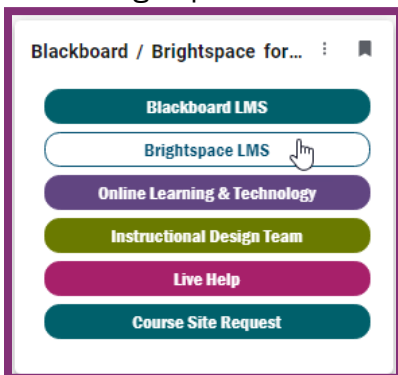 Blackboard / Brightspace for...
Blackboard LMS
Brightspace LMS
Online Learning & Technology
Instructional Design Team
Live Help
Course Site Request